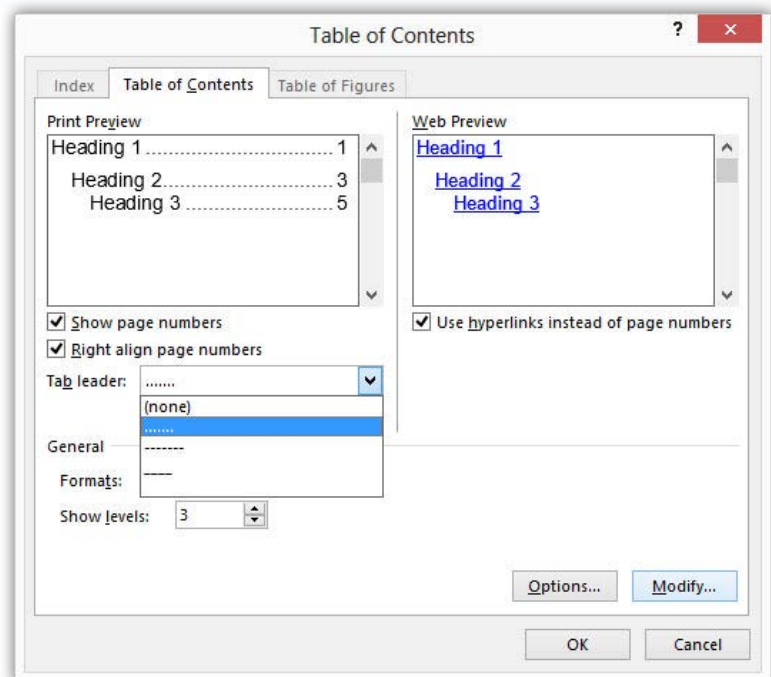 Table of Contents ? ×
Index Table of Contents Table of Figures
Print Preview Web Preview
Heading 1 ........................... 1 Heading 1
Heading 2........................ 3 Heading 2
Heading 3 ..................... 5 Heading 3
Show page numbers Use hyperlinks instead of page numbers
Right align page numbers
Tab leader: .......
(none)
.......
General -------
____
Formats:
Show levels: 3
Options... Modify...
OK Cancel